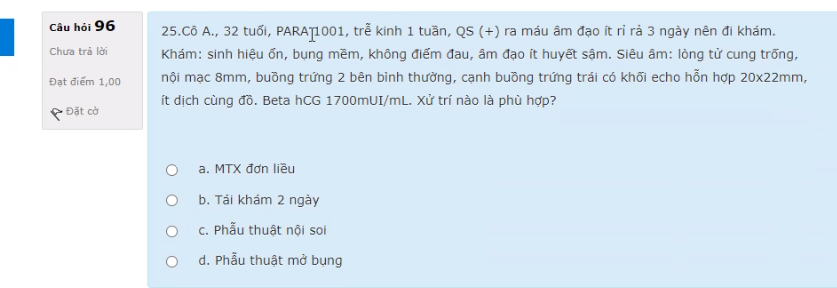 Câu hỏi 96
Chưa trả lời
Đạt điểm 1,00
Đặt cờ
25.Cô A., 32 tuổi, PARA 1001, trễ kinh 1 tuần, QS (+) ra máu âm đạo ít rỉ rả 3 ngày nên đi khám.
Khám: sinh hiệu ổn, bụng mềm, không điểm đau, âm đạo ít huyết sậm. Siêu âm: lòng tử cung trống,
nội mạc 8mm, buồng trứng 2 bên bình thường, cạnh buồng trứng trái có khối echo hỗn hợp 20x22mm,
ít dịch cùng đồ. Beta hCG 1700mUI/mL. Xử trí nào là phù hợp?
a. MTX đơn liều
b. Tái khám 2 ngày
c. Phẫu thuật nội soi
d. Phẫu thuật mở bụng